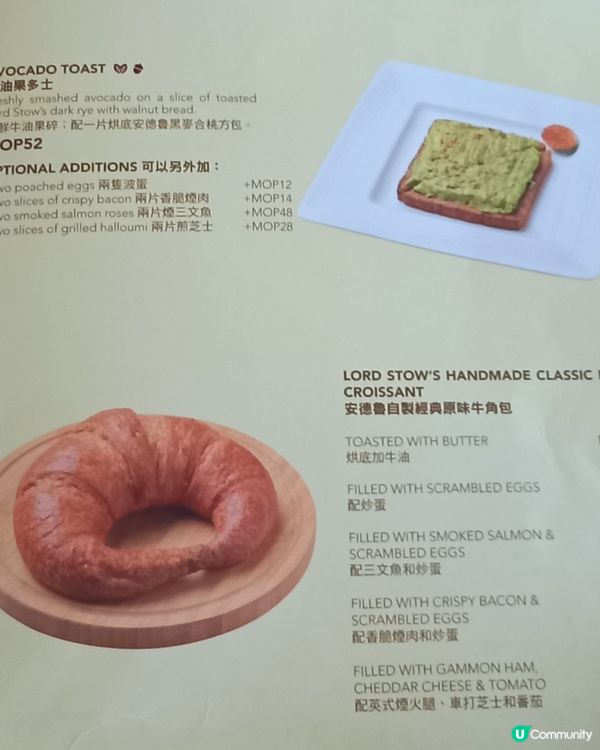 VOCADO TOAST
油果多士
eshly smashed avocado on a slice of toasted
rd Stow's dark rye with walnut bread.
鮮牛油果碎；配一片烘底安德魯黑麥合桃方包。
OP52
PTIONAL ADDITIONS 可以另外加：
wo poached eggs 兩隻波蛋 +MOP12
wo slices of crispy bacon 兩片香脆煙肉 +MOP14
wo smoked salmon roses 兩片煙三文魚 +MOP48
wo slices of grilled halloumi 兩片煎芝士 +MOP28
LORD STOW'S HANDMADE CLASSIC
CROISSANT
安德魯自製經典原味牛角包
TOASTED WITH BUTTER
烘底加牛油
FILLED WITH SCRAMBLED EGGS
配炒蛋
FILLED WITH SMOKED SALMON &
SCRAMBLED EGGS
配三文魚和炒蛋
FILLED WITH CRISPY BACON &
SCRAMBLED EGGS
配香脆煙肉和炒蛋
FILLED WITH GAMMON HAM,
CHEDDAR CHEESE & TOMATO
配英式煙火腿、車打芝士和番茄
U Community